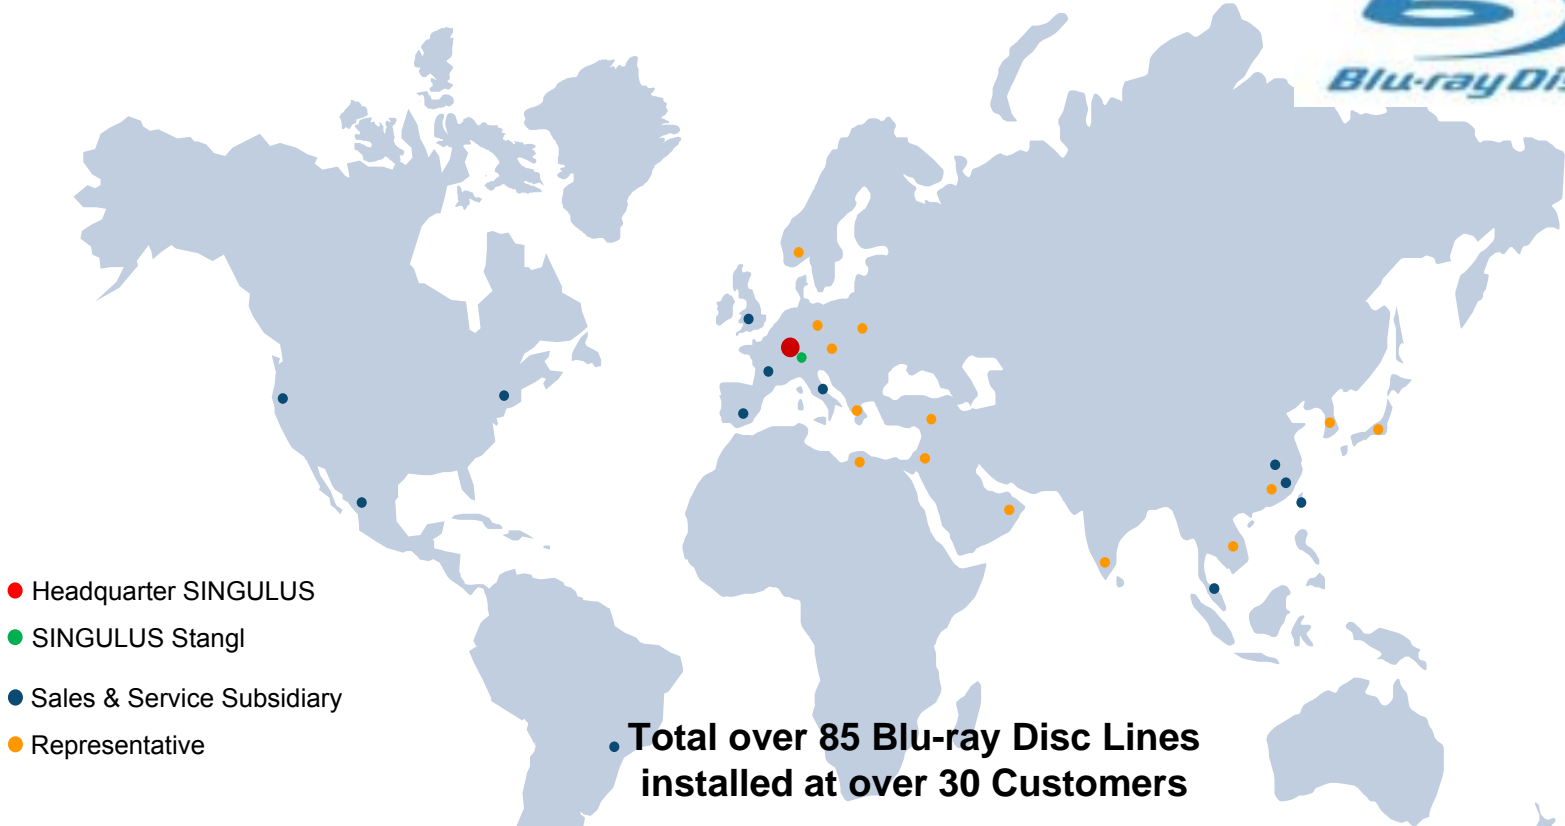 Blu-ray Dis
Headquarter SINGULUS
SINGULUS Stangl
Sales & Service Subsidiary
Representative
Total over 85 Blu-ray Disc Lines
installed at over 30 Customers